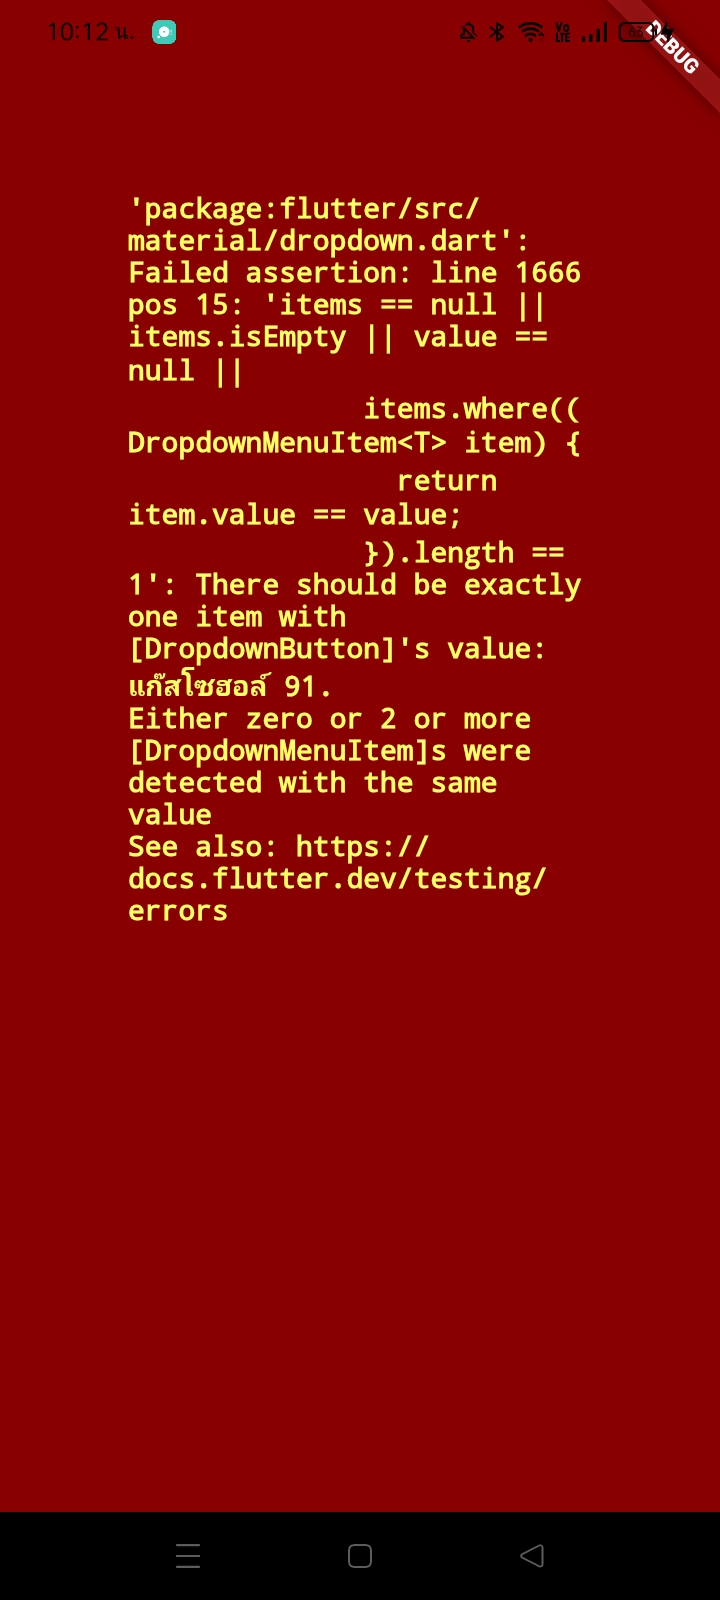 10:12 น.
VO
LTE
DEBUG
'package:flutter/src/
material/dropdown.dart':
Failed assertion: line 1666
pos 15: 'items == null ||
items.isEmpty || value ==
null ||
items.where((
DropdownMenuItem<T> item) {
return
item.value == value;
}).length ==
1': There should be exactly
one item with
[DropdownButton]'s value:
แก๊สโซฮอล์ 91.
Either zero or 2 or more
[DropdownMenuItem]s were
detected with the same
value
See also: https://
docs.flutter.dev/testing/
errors